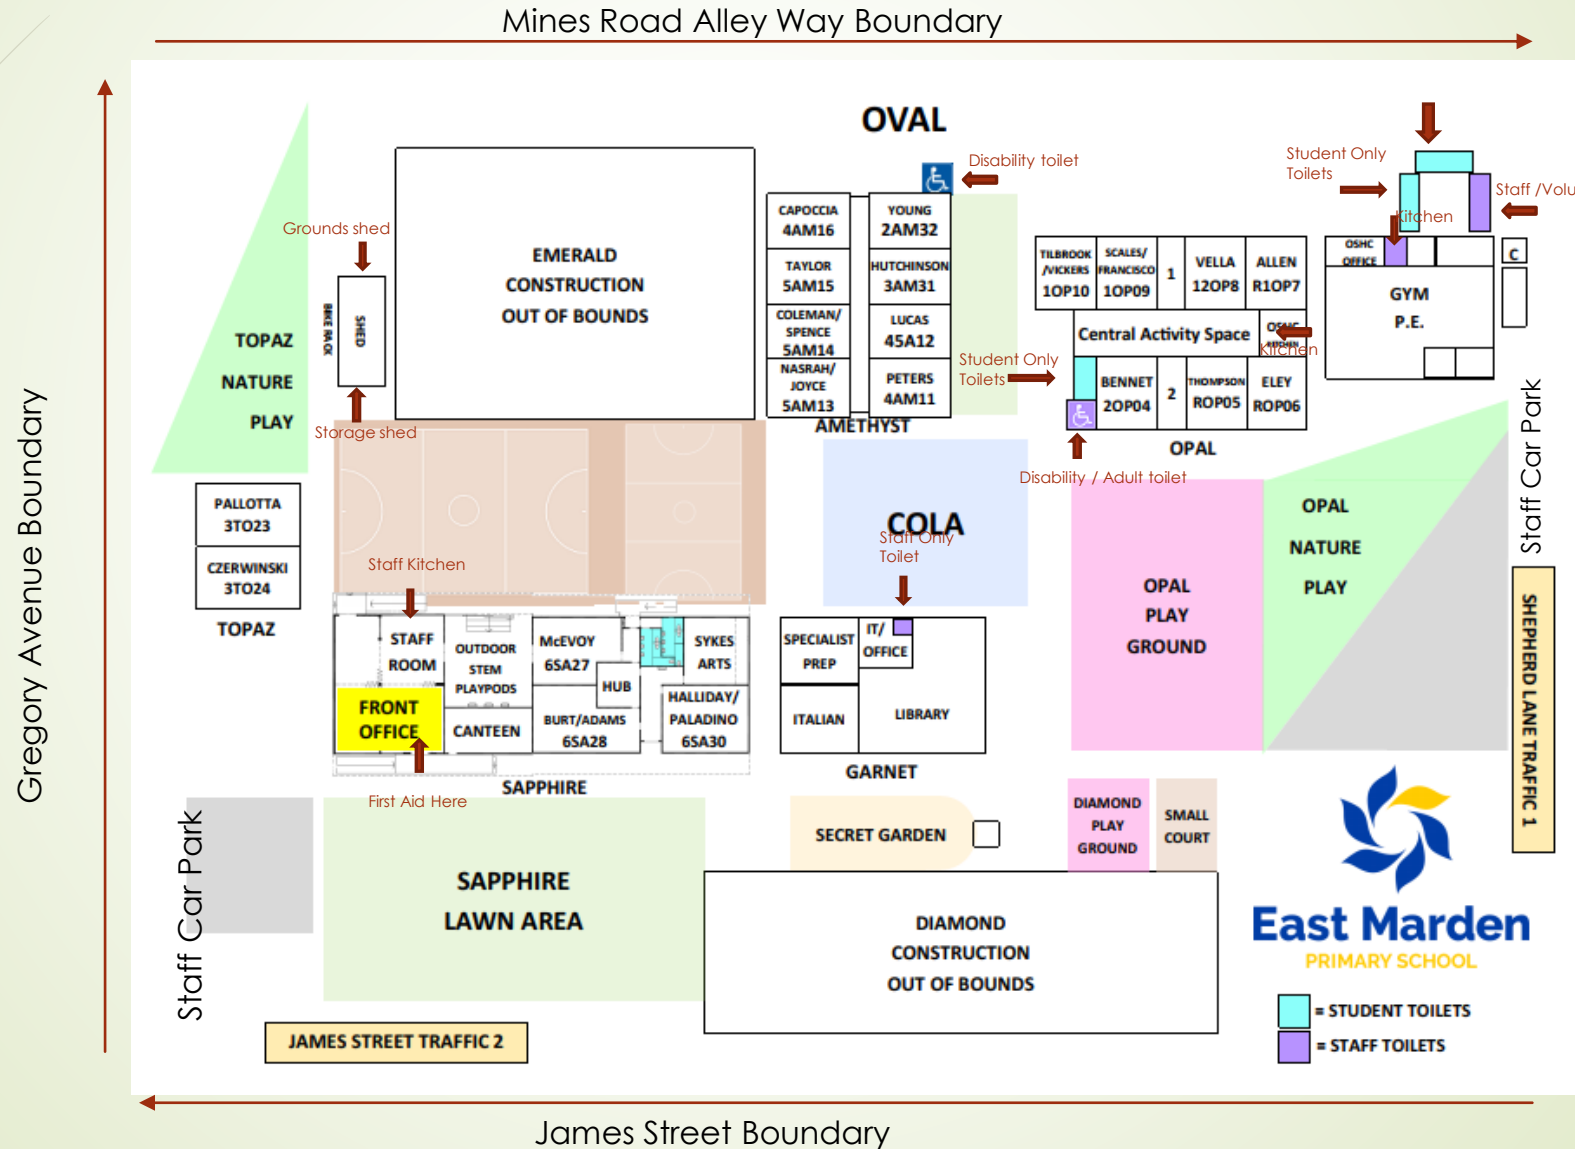 Mines Road Alley Way Boundary
Gregory Avenue Boundary
OVAL
Disability toilet
Student Only
Toilets
Staff /Volu
Kitchen
Grounds shed
BIKE RACK
SHED
Storage shed
TOPAZ
NATURE
PLAY
EMERALD
CONSTRUCTION
OUT OF BOUNDS
CAPOCCIA
4AM16
YOUNG
2AM32
TAYLOR
5AM15
HUTCHINSON
3AM31
COLEMAN/
SPENCE
5AM14
LUCAS
45A12
NASRAH/
JOYCE
5AM13
PETERS
4AM11
AMETHYST
TILBROOK
/VICKERS
1OP10
SCALES/
FRANCISCO
1OP09
1
VELLA
12OP8
ALLEN
R1OP7
Central Activity Space
OSHC
KITCHEN
Kitchen
Student Only
Toilets
BENNET
2OP04
2
THOMPSON
ROP05
ELEY
ROP06
OPAL
Disability / Adult toilet
OSHC
OFFICE
GYM
P.E.
C
Staff Car Park
PALLOTTA
3TO23
CZERWINSKI
3TO24
TOPAZ
COLA
Staff Only
Toilet
OPAL
PLAY
GROUND
OPAL
NATURE
PLAY
SHEPHERD LANE TRAFFIC 1
Staff Kitchen
STAFF
ROOM
OUTDOOR
STEM
PLAYPODS
McEVOY
6SA27
HUB
SYKES
ARTS
FRONT
OFFICE
CANTEEN
BURT/ADAMS
6SA28
HALLIDAY/
PALADINO
6SA30
SAPPHIRE
First Aid Here
SPECIALIST
PREP
IT/
OFFICE
ITALIAN
LIBRARY
GARNET
Staff Car Park
SAPPHIRE
LAWN AREA
SECRET GARDEN
DIAMOND
PLAY
GROUND
SMALL
COURT
DIAMOND
CONSTRUCTION
OUT OF BOUNDS
East Marden
PRIMARY SCHOOL
= STUDENT TOILETS
= STAFF TOILETS
JAMES STREET TRAFFIC 2
James Street Boundary